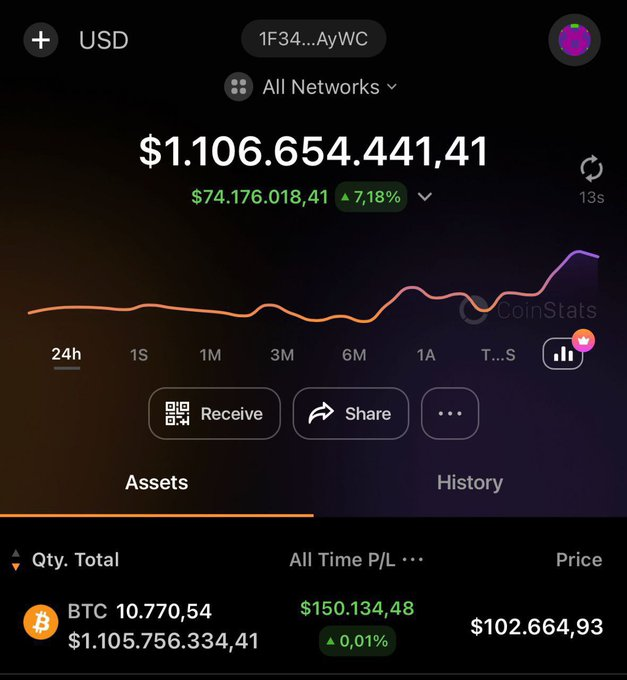 USD
1F34...AyWC
All Networks
$1.106.654.441,41
$74.176.018,41 ▲ 7,18%
13s
CoinStats
24h 1S 1M 3M 6M 1A T...S
Receive Share ...
Assets History
Qty. Total All Time P/L ... Price
BTC 10.770,54 $150.134,48 $102.664,93
$1.105.756.334,41 ▲ 0,01%